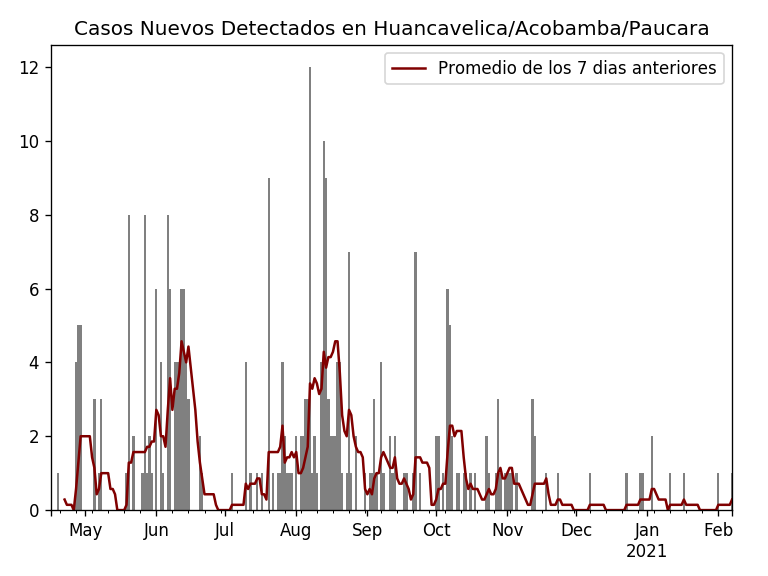 Casos Nuevos Detectados en Huancavelica/Acobamba/Paucara
Promedio de los 7 dias anteriores
12
10
8
6
4
2
0
May Jun Jul Aug Sep Oct Nov Dec Jan Feb
2021